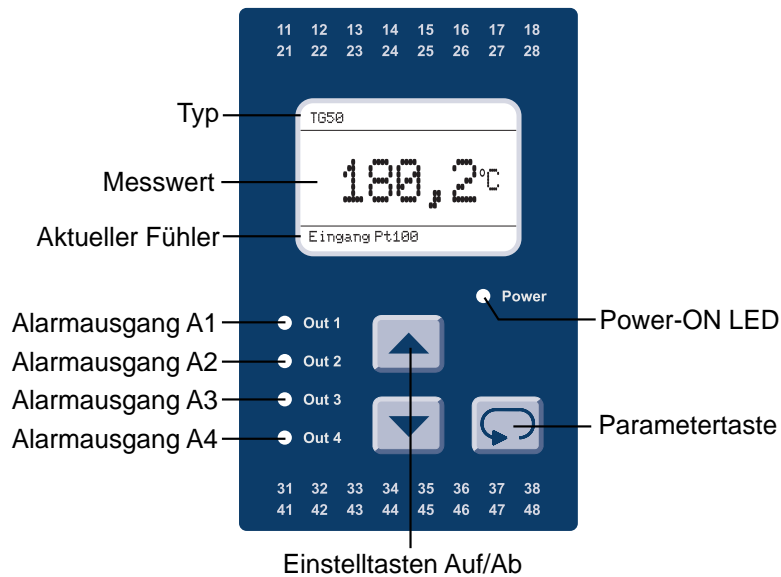 11 12 13 14 15 16 17 18
21 22 23 24 25 26 27 28
Typ
TG50
Messwert
180,2°C
Aktueller Fühler
Eingang Pt100
Power
Power-ON LED
Alarmausgang A1
Out 1
Alarmausgang A2
Out 2
Alarmausgang A3
Out 3
Alarmausgang A4
Out 4
Parametertaste
31 32 33 34 35 36 37 38
41 42 43 44 45 46 47 48
Einstelltasten Auf/Ab